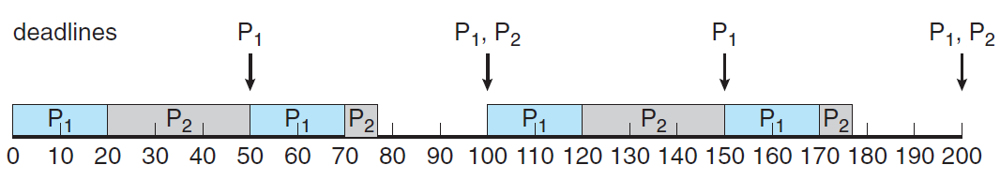 deadlines P₁ P₁, P₂ P₁ P₁, P₂
P₁ P₂ P₁ P₂ P₁ P₂ P₁ P₂
0 10 20 30 40 50 60 70 80 90 100 110 120 130 140 150 160 170 180 190 200